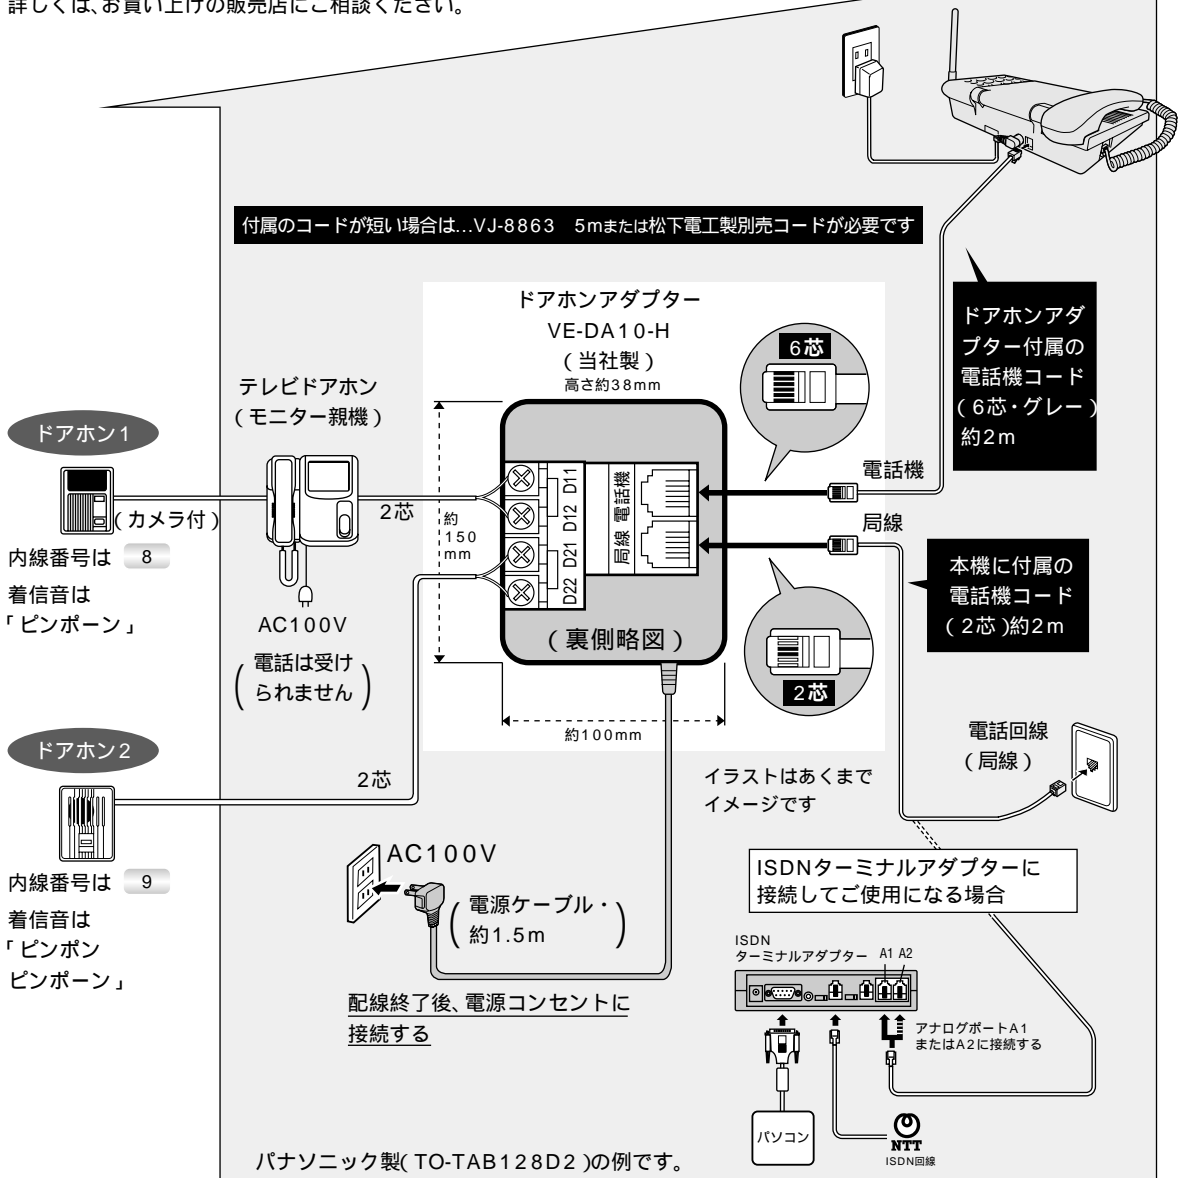 詳しくは、お買い上げの販売店にご相談ください。
付属のコードが短い場合は...VJ-8863　5mまたは松下電工製別売コードが必要です
ドアホンアダプター
VE-DA10-H
(当社製)
高さ約38mm
6芯
ドアホンアダ
プター付属の
電話機コード
(6芯・グレー)
約2m
テレビドアホン
(モニター親機)
ドアホン1
(カメラ付)
内線番号は 8
着信音は
「ピンポーン」
2芯
AC100V
(電話は受け
られません)
約
150
mm
D11
D12
D21
D22
電話機
局線
(裏側略図)
約100mm
電話機
局線
2芯
本機に付属の
電話機コード
(2芯)約2m
電話回線
(局線)
ドアホン2
2芯
内線番号は 9
着信音は
「ピンポン
ピンポーン」
イラストはあくまで
イメージです
AC100V
(電源ケーブル・
約1.5m)
配線終了後、電源コンセントに
接続する
ISDNターミナルアダプターに
接続してご使用になる場合
ISDN
ターミナルアダプター
A1 A2
アナログポートA1
またはA2に接続する
パソコン
NTT
ISDN回線
パナソニック製(TO-TAB128D2)の例です。